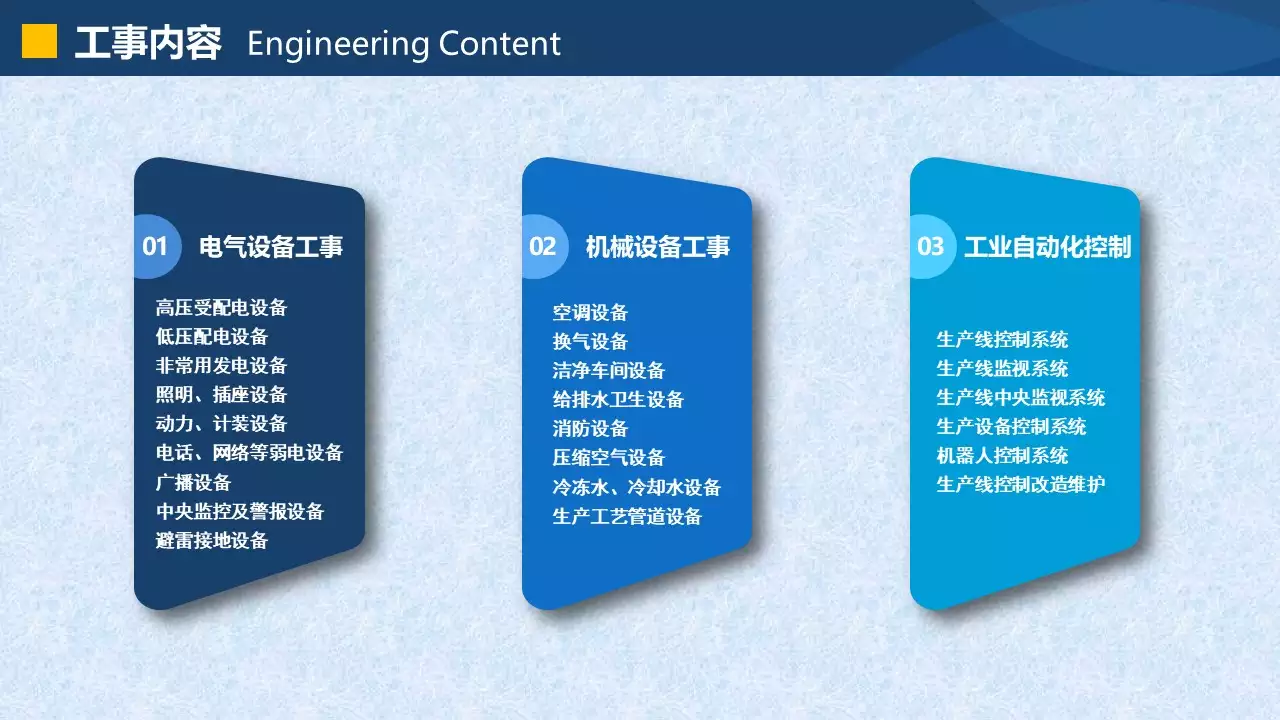 工事内容 Engineering Content
01 电气设备工事
高压受配电设备
低压配电设备
非常用发电设备
照明、插座设备
动力、计装设备
电话、网络等弱电设备
广播设备
中央监控及警报设备
避雷接地设备
02 机械设备工事
空调设备
换气设备
洁净车间设备
给排水卫生设备
消防设备
压缩空气设备
冷冻水、冷却水设备
生产工艺管道设备
03 工业自动化控制
生产线控制系统
生产线监视系统
生产线中央监视系统
生产设备控制系统
机器人控制系统
生产线控制改造维护